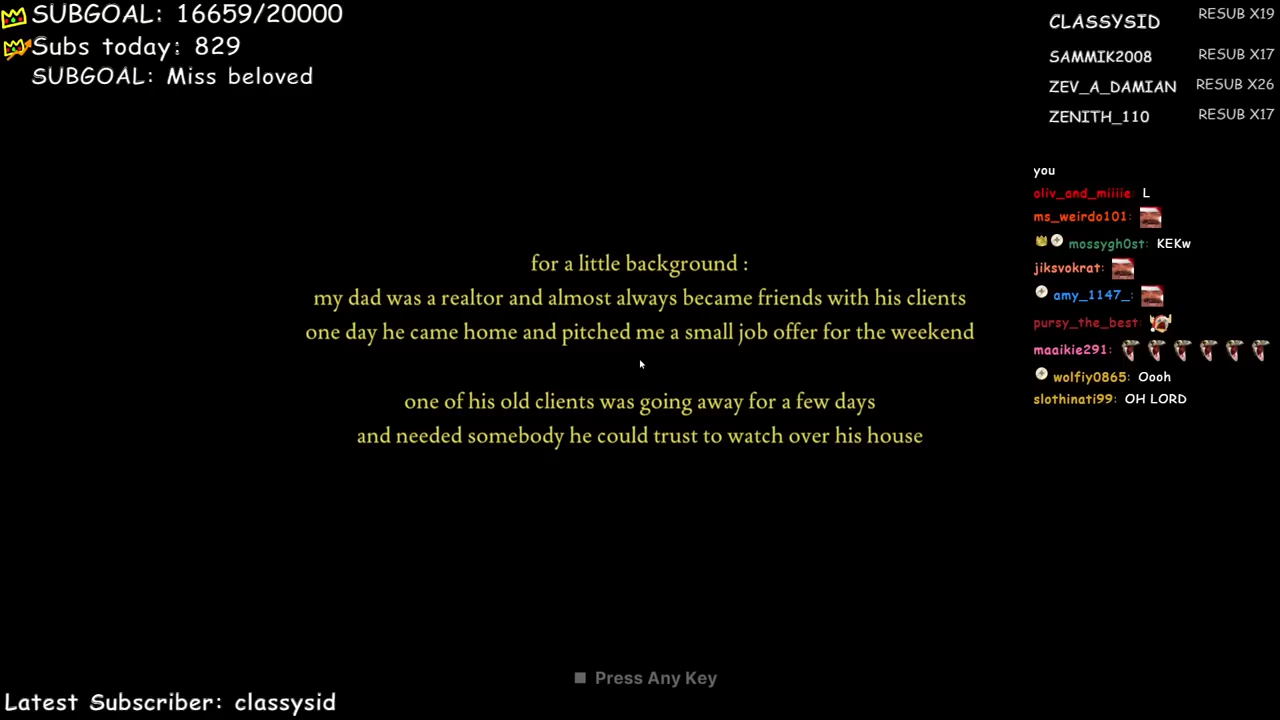 SUBGOAL: 16659/20000
Subs today: 829
SUBGOAL: Miss beloved
CLASSYSID RESUB X19
SAMMIK2008 RESUB X17
ZEV_A_DAMIAN RESUB X26
ZENITH_110 RESUB X17
you
oliv_and_miiiie: L
ms_weirdo101:
mossygh0st: KEKw
jiksvokrat:
amy_1147_:
pursy_the_best:
maaikie291:
wolfiy0865: Oooh
slothinati99: OH LORD
for a little background :
my dad was a realtor and almost always became friends with his clients
one day he came home and pitched me a small job offer for the weekend
one of his old clients was going away for a few days
and needed somebody he could trust to watch over his house
Press Any Key
Latest Subscriber: classysid